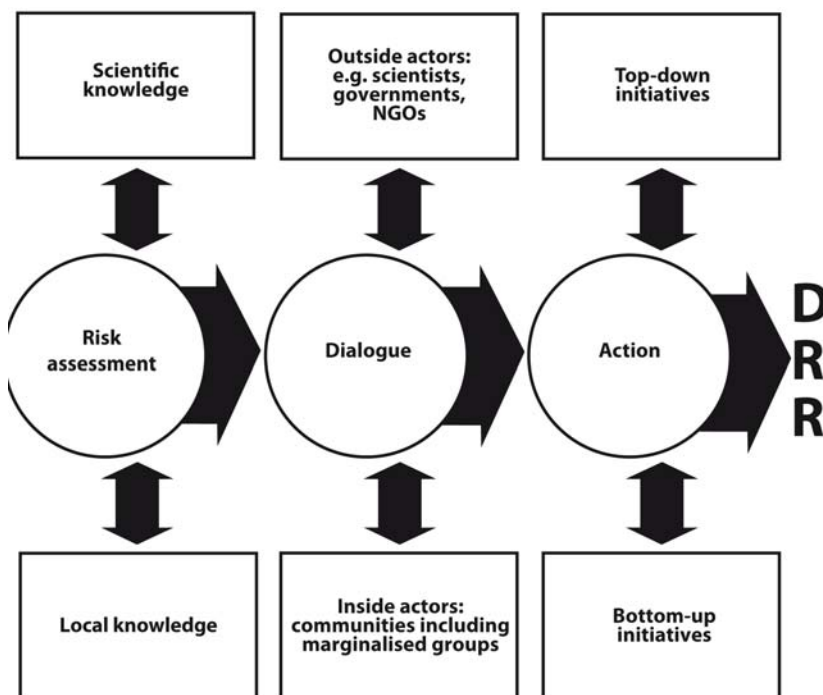 Scientific
knowledge
Outside actors:
e.g. scientists,
governments,
NGOs
Top-down
initiatives
Risk
assessment
Dialogue
Action
D
R
R
Local knowledge
Inside actors:
communities including
marginalised groups
Bottom-up
initiatives